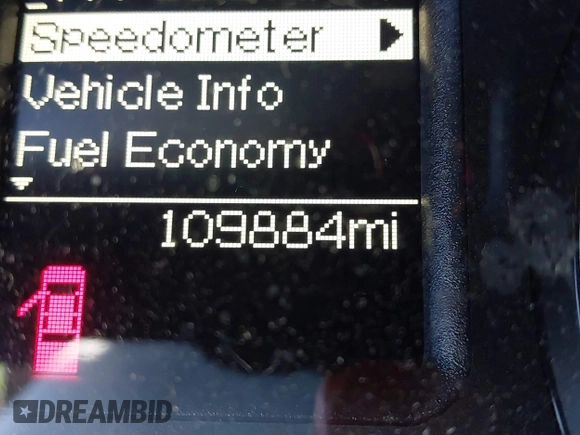 Speedometer
Vehicle Info
Fuel Economy
109884mi
DREAMBID